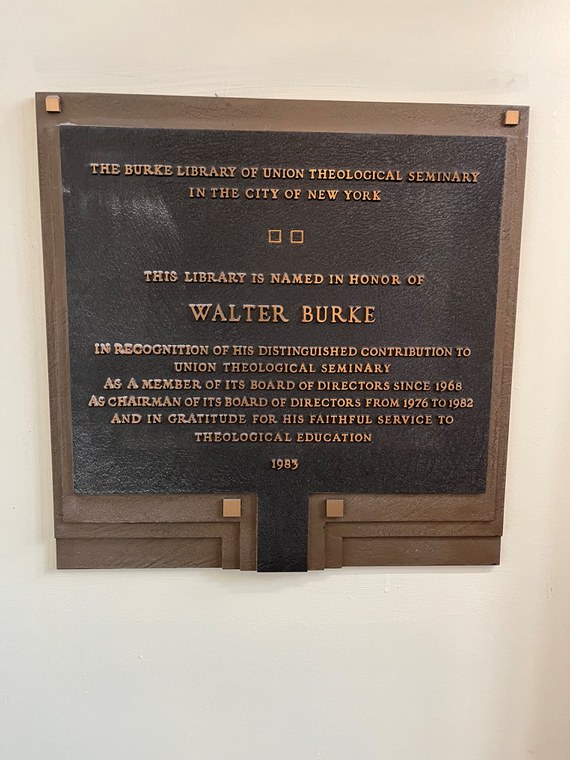 THE BURKE LIBRARY OF UNION THEOLOGICAL SEMINARY
IN THE CITY OF NEW YORK
THIS LIBRARY IS NAMED IN HONOR OF
WALTER BURKE
IN RECOGNITION OF HIS DISTINGUISHED CONTRIBUTION TO
UNION THEOLOGICAL SEMINARY
AS A MEMBER OF ITS BOARD OF DIRECTORS SINCE 1968
AS CHAIRMAN OF ITS BOARD OF DIRECTORS FROM 1976 TO 1982
AND IN GRATITUDE FOR HIS FAITHFUL SERVICE TO
THEOLOGICAL EDUCATION
1983